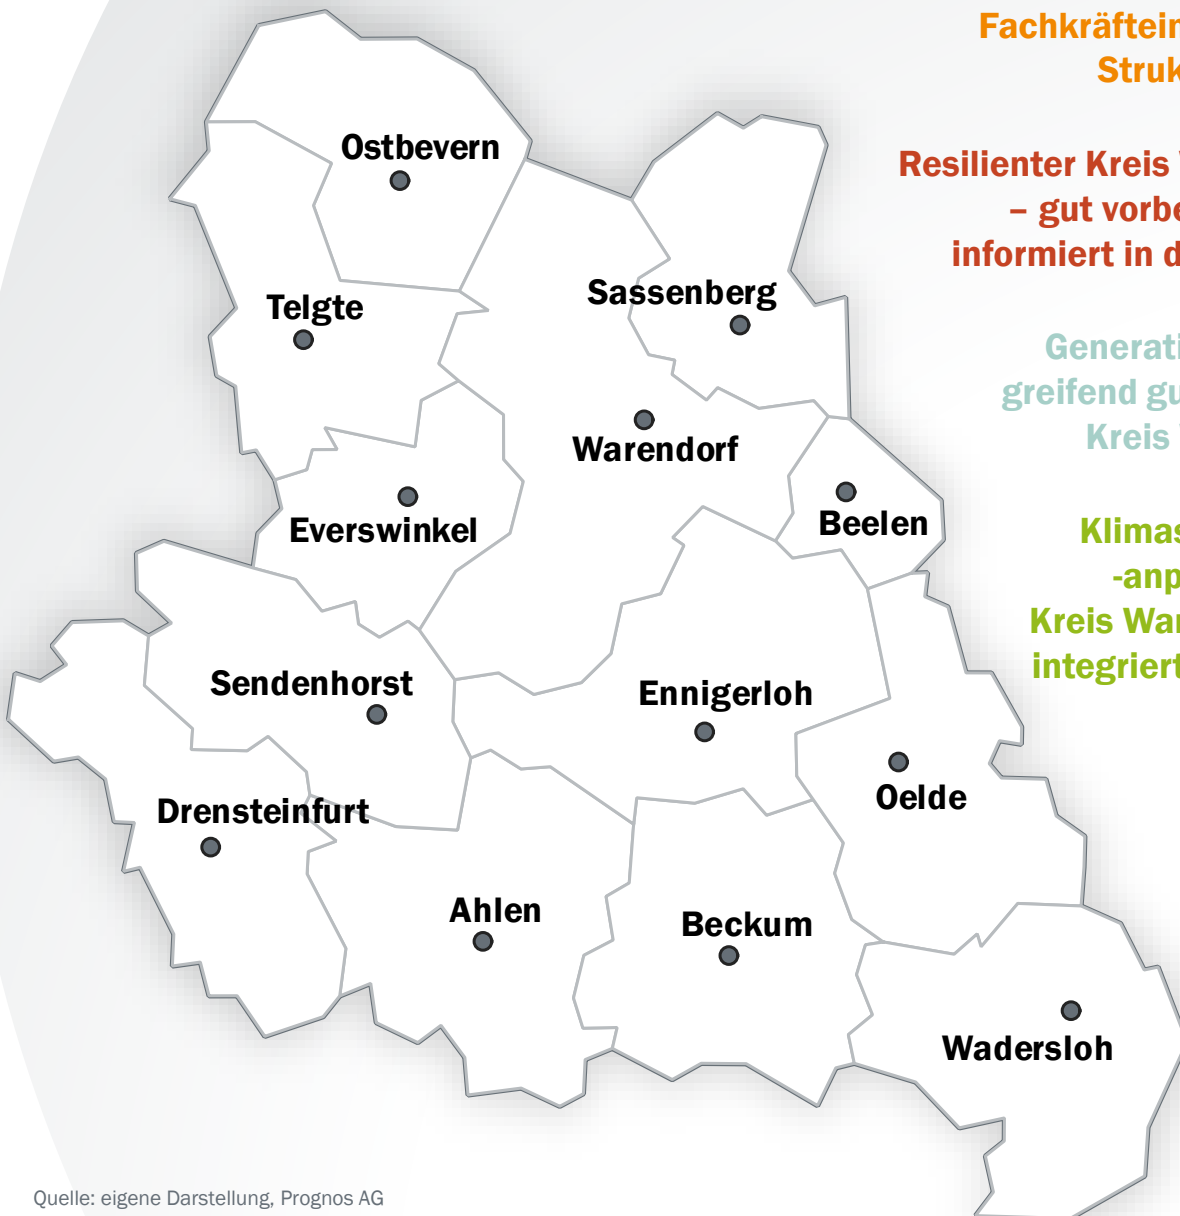 Fachkräftein
Struk
Resilienter Kreis
– gut vorbe
informiert in d
Generati
greifend gu
Kreis
Klimas
-anp
Kreis War
integriert
Ostbevern
Telgte
Sassenberg
Warendorf
Everswinkel
Beelen
Sendenhorst
Ennigerloh
Drensteinfurt
Oelde
Ahlen
Beckum
Wadersloh
Quelle: eigene Darstellung, Prognos AG